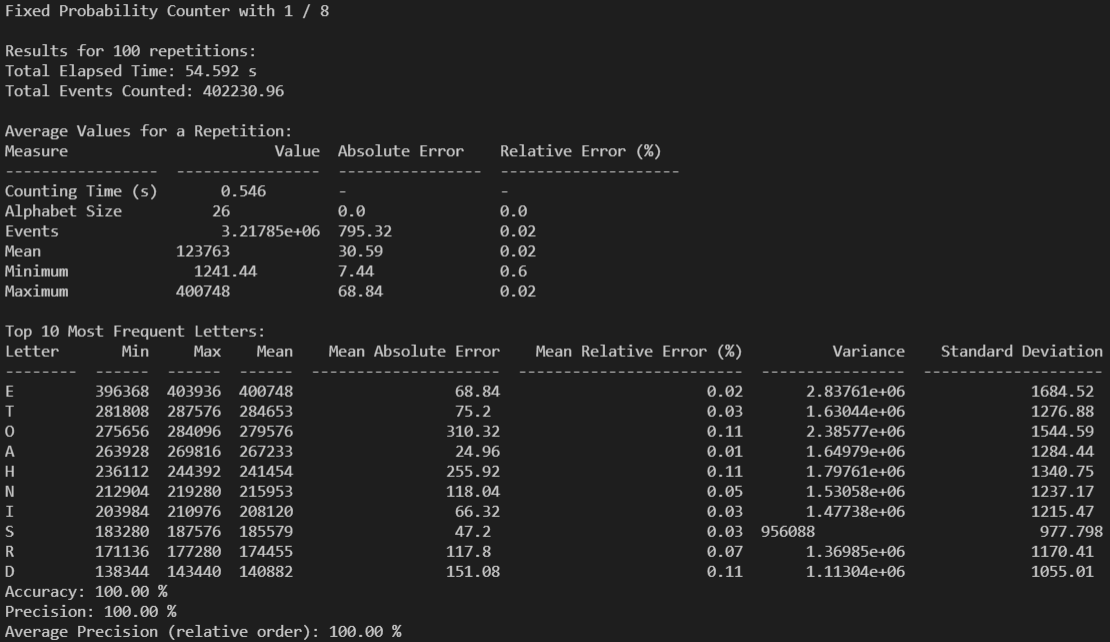 Fixed Probability Counter with 1 / 8
Results for 100 repetitions:
Total Elapsed Time: 54.592 s
Total Events Counted: 402230.96
Average Values for a Repetition:
Measure Value Absolute Error Relative Error (%)
----------------- ---------------- ---------------- --------------------
Counting Time (s) 0.546 - -
Alphabet Size 26 0.0 0.0
Events 3.21785e+06 795.32 0.02
Mean 123763 30.59 0.02
Minimum 1241.44 7.44 0.6
Maximum 400748 68.84 0.02
Top 10 Most Frequent Letters:
Letter Min Max Mean Mean Absolute Error Mean Relative Error (%) Variance Standard Deviation
-------- ------ ------ ------ --------------------- ------------------------- ---------------- --------------------
E 396368 403936 400748 68.84 0.02 2.83761e+06 1684.52
T 281808 287576 284653 75.2 0.03 1.63044e+06 1276.88
O 275656 284096 279576 310.32 0.11 2.38577e+06 1544.59
A 263928 269816 267233 24.96 0.01 1.64979e+06 1284.44
H 236112 244392 241454 255.92 0.11 1.79761e+06 1340.75
N 212904 219280 215953 118.04 0.05 1.53058e+06 1237.17
I 203984 210976 208120 66.32 0.03 1.47738e+06 1215.47
S 183280 187576 185579 47.2 0.03 956088 977.798
R 171136 177280 174455 117.8 0.07 1.36985e+06 1170.41
D 138344 143440 140882 151.08 0.11 1.11304e+06 1055.01
Accuracy: 100.00 %
Precision: 100.00 %
Average Precision (relative order): 100.00 %